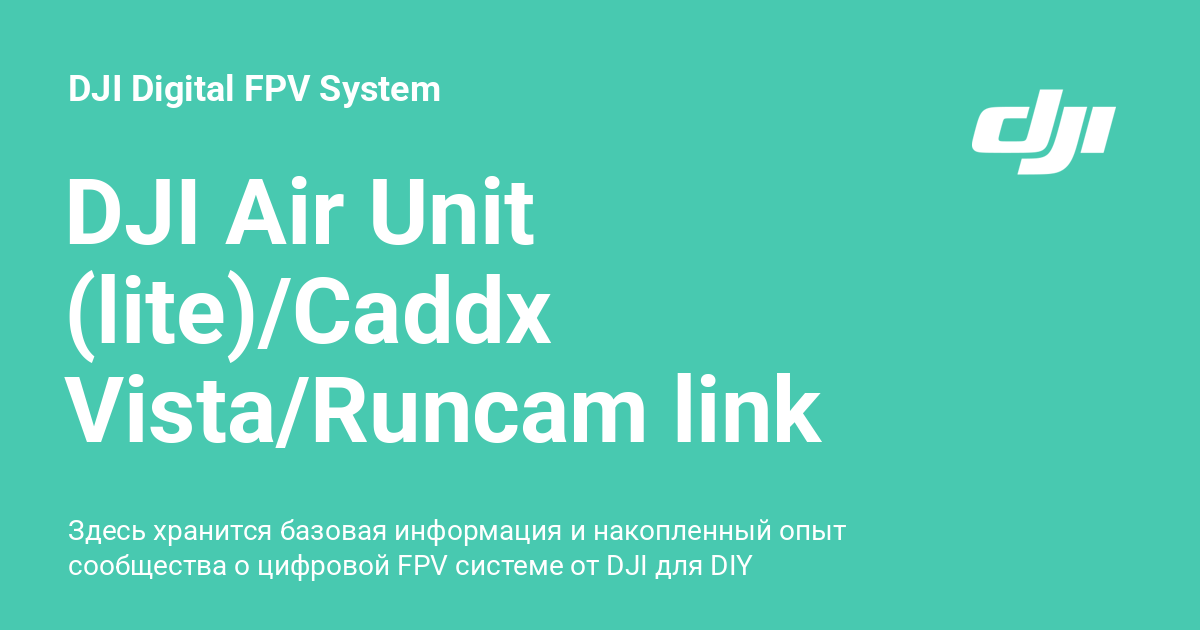 DJI Digital FPV System
dji
DJI Air Unit
(lite)/Caddx
Vista/Runcam link
Здесь хранится базовая информация и накопленный опыт
сообщества о цифровой FPV системе от DJI для DIY